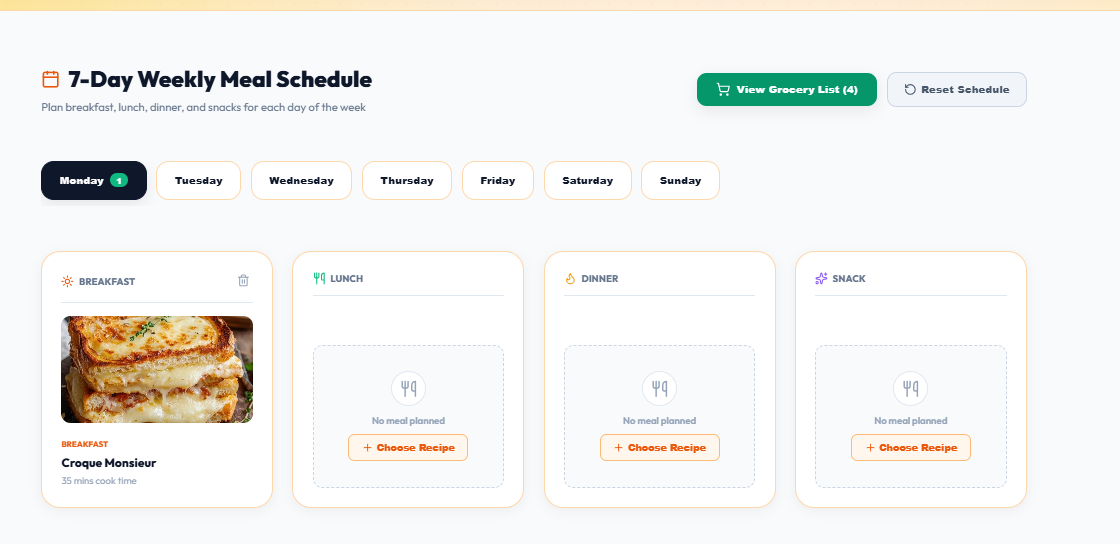 7-Day Weekly Meal Schedule
Plan breakfast, lunch, dinner, and snacks for each day of the week
View Grocery List (4)
Reset Schedule
Monday 1
Tuesday
Wednesday
Thursday
Friday
Saturday
Sunday
BREAKFAST
BREAKFAST
Croque Monsieur
35 mins cook time
LUNCH
No meal planned
+ Choose Recipe
DINNER
No meal planned
+ Choose Recipe
SNACK
No meal planned
+ Choose Recipe